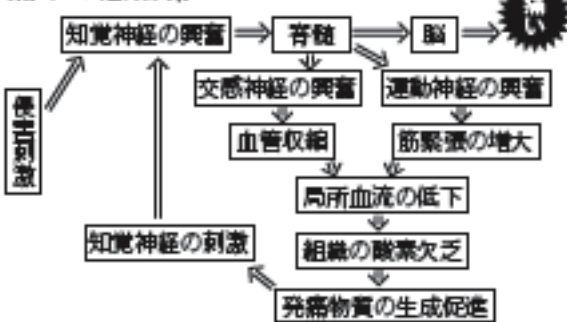 知覚神経の興奮
脊髄
脳
交感神経の興奮
運動神経の興奮
侵害刺激
血管収縮
筋緊張の増大
局所血流の低下
知覚神経の刺激
組織の酸素欠乏
発痛物質の生成促進